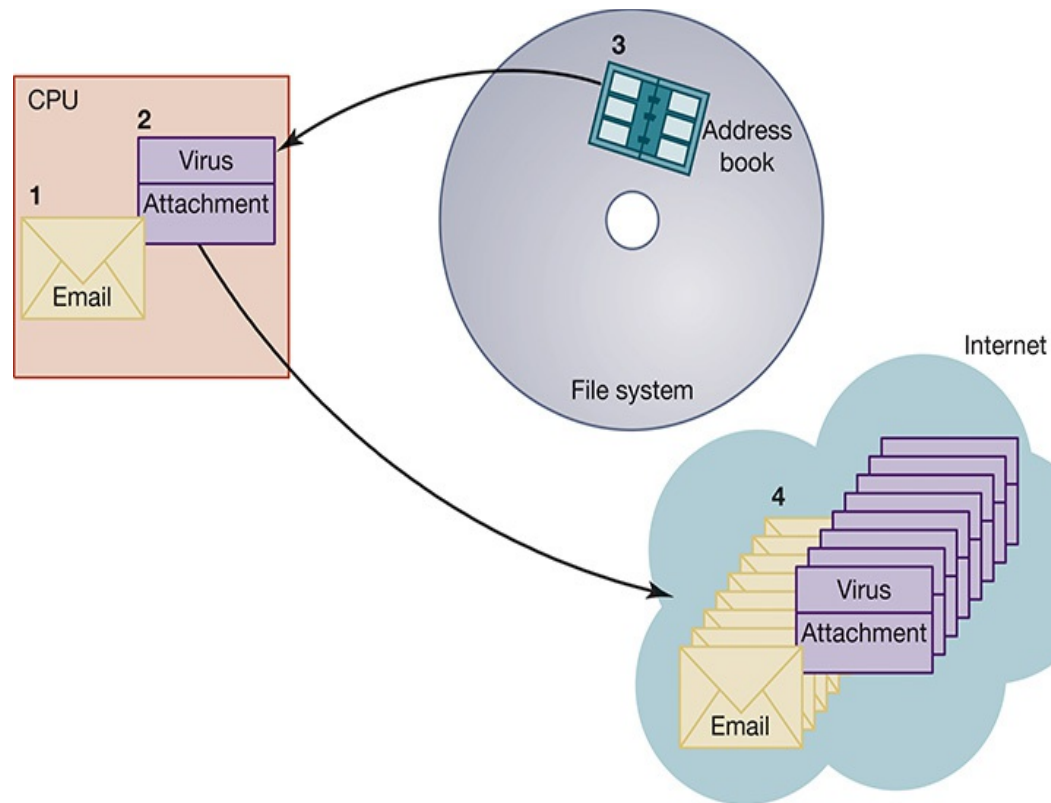 CPU
2
Virus
Attachment
1
Email
3
Address
book
File system
Internet
4
Virus
Attachment
Email